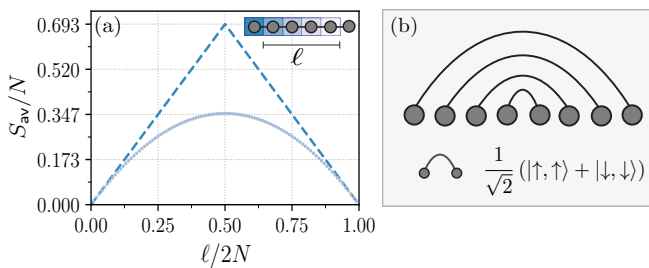 (a)
0.693
0.520
0.347
0.173
0.000
S_av/N
ℓ
0.00 0.25 0.50 0.75 1.00
ℓ/2N
(b)
1/√2 (|↑,↑⟩ + |↓,↓⟩)